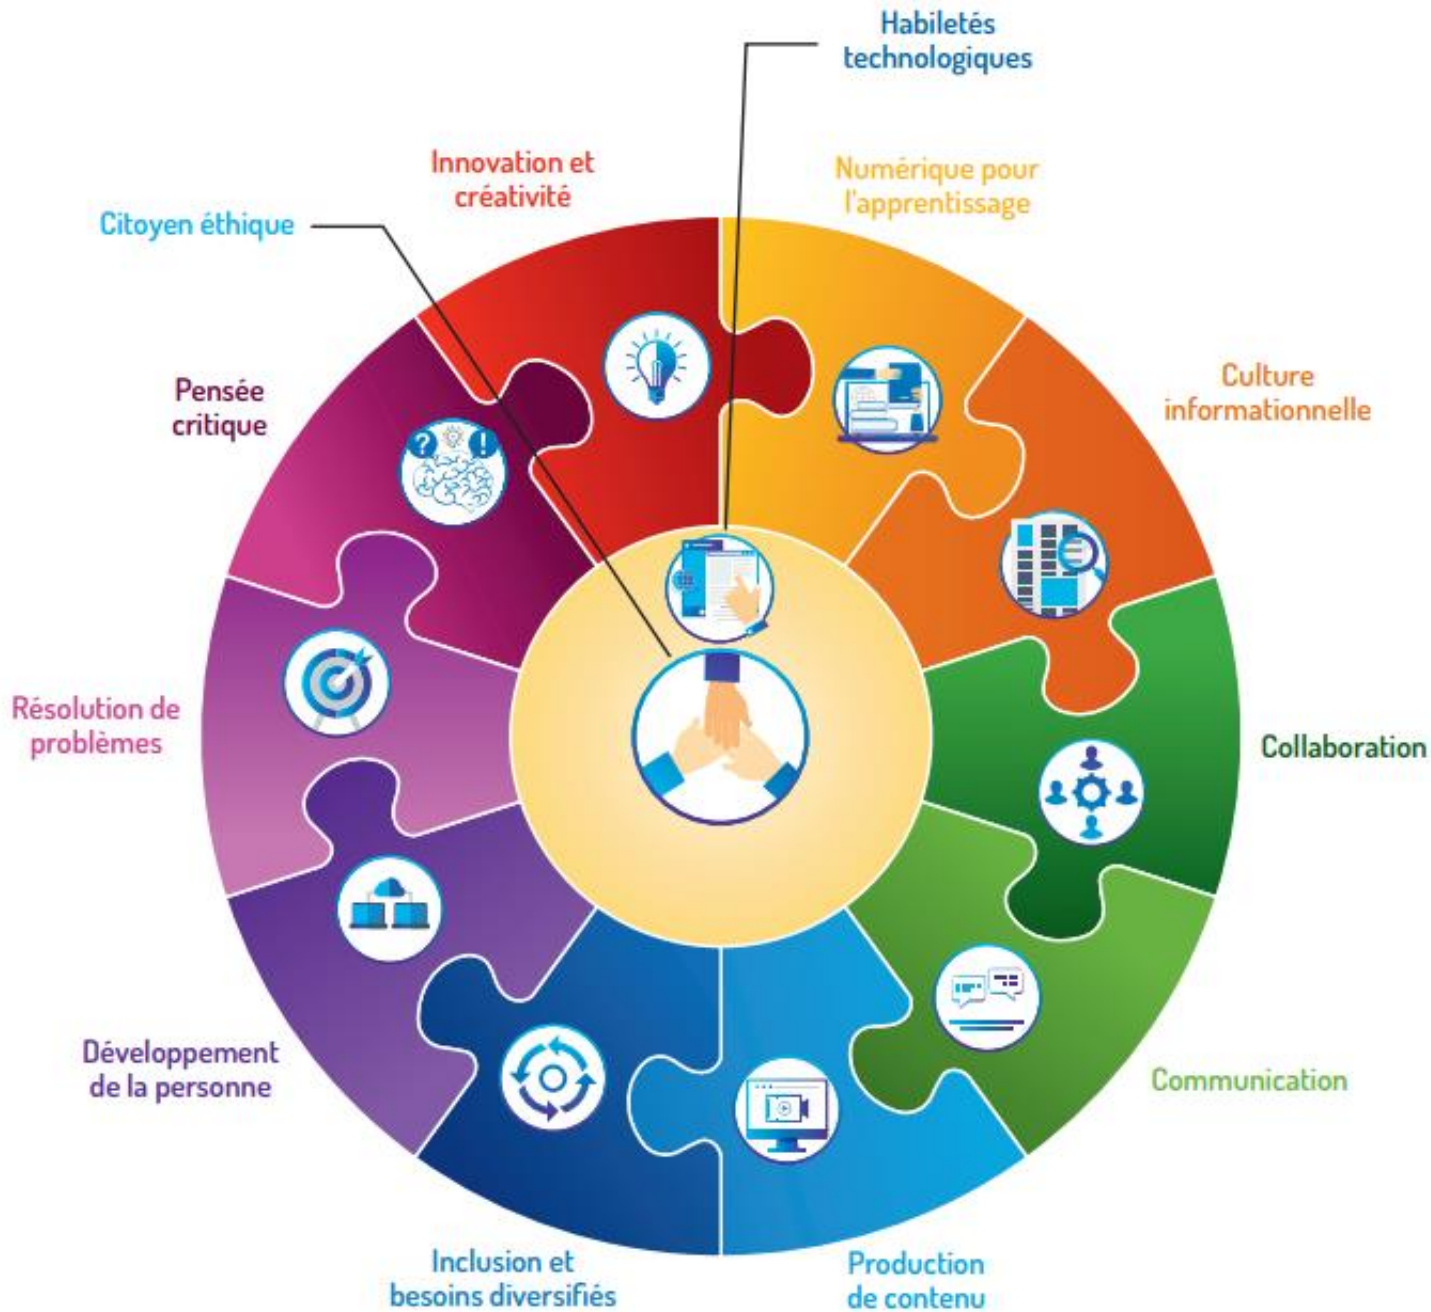 Habiletés
technologiques
Innovation et
créativité
Numérique pour
l'apprentissage
Citoyen éthique
Culture
informationnelle
Pensée
critique
?
!
Résolution de
problèmes
Collaboration
Développement
de la personne
Communication
Inclusion et
besoins diversifiés
Production
de contenu